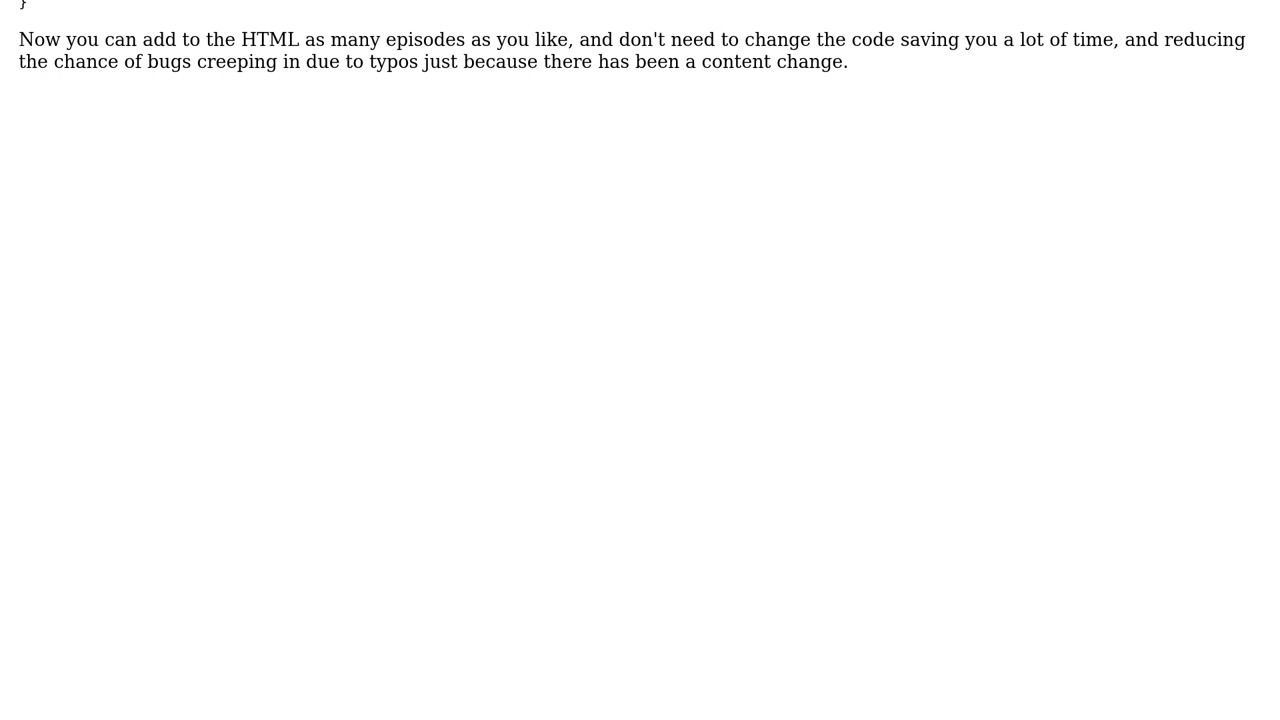 }
Now you can add to the HTML as many episodes as you like, and don't need to change the code saving you a lot of time, and reducing
the chance of bugs creeping in due to typos just because there has been a content change.